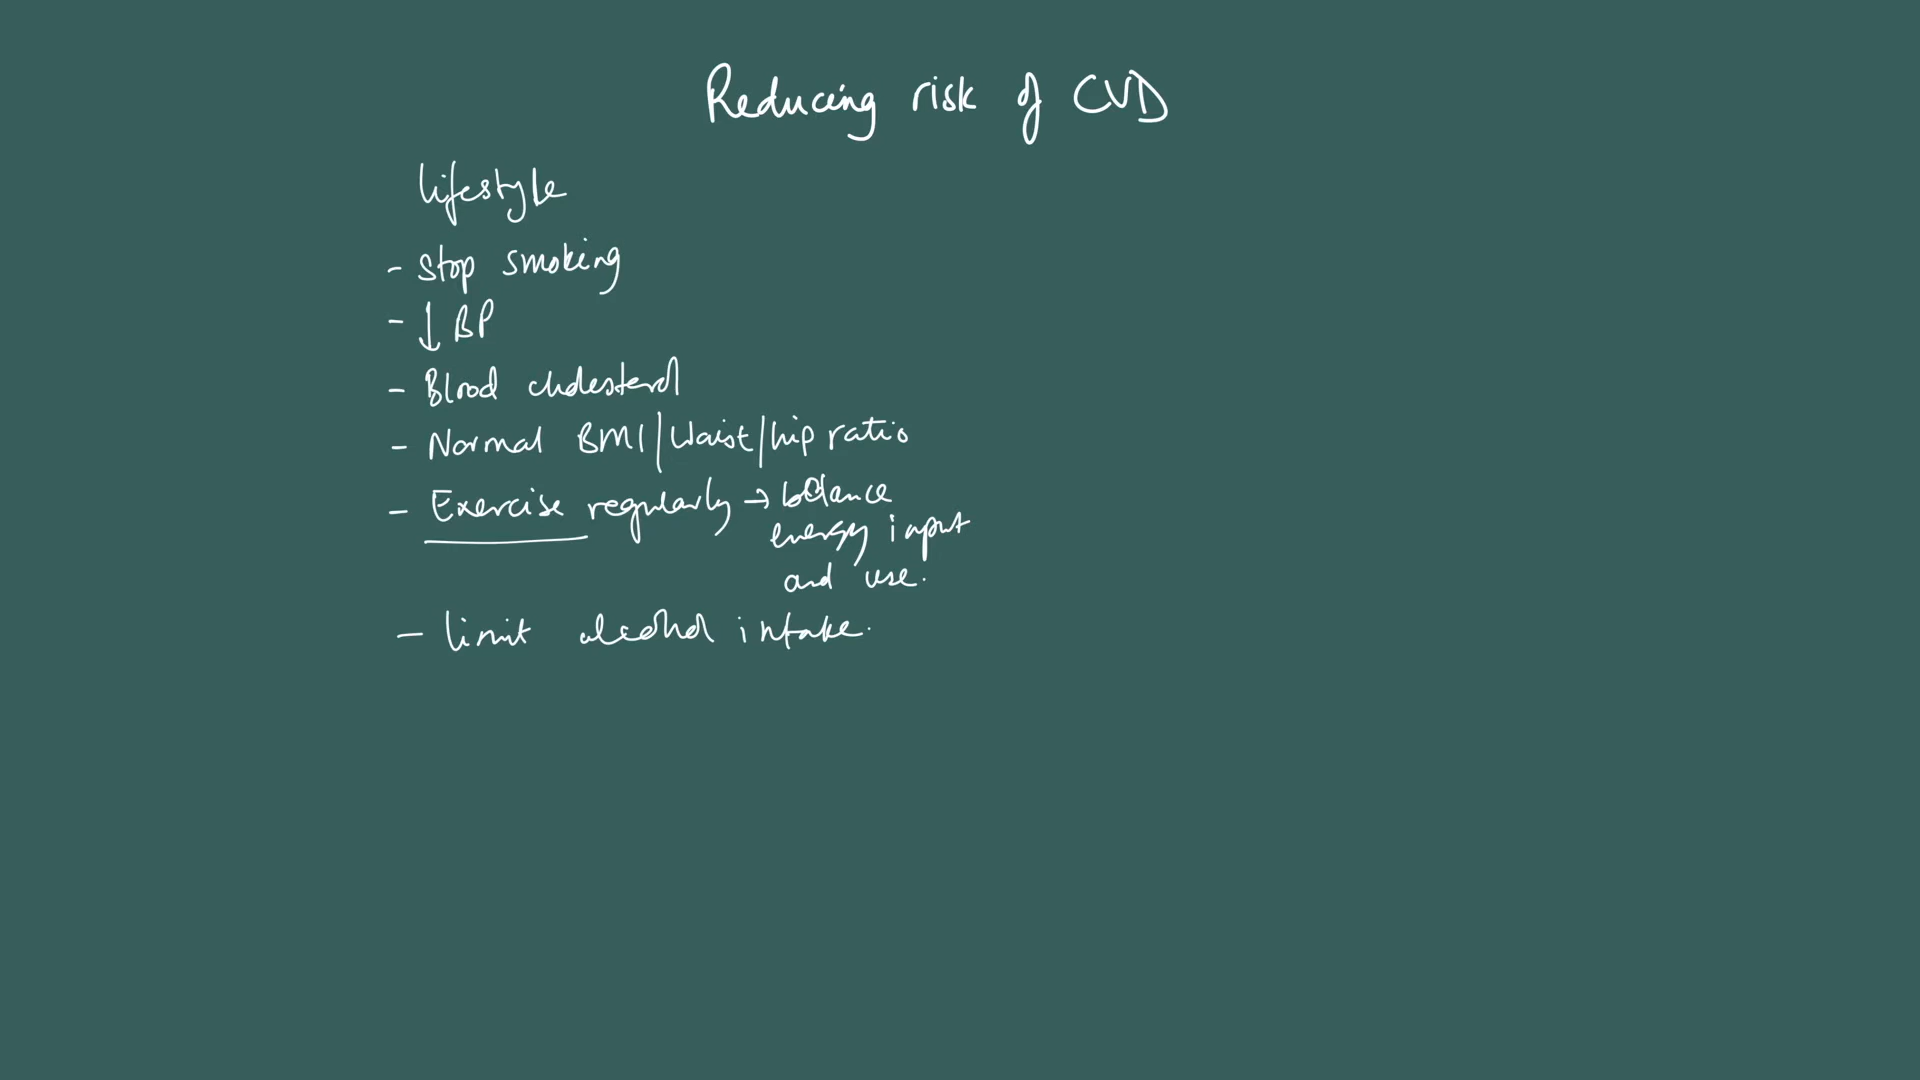 Reducing risk of CVD
lifestyle
- Stop smoking
- ↓ BP
- Blood cholesterol
- Normal BMI/Waist/hip ratio
- Exercise regularly → balance
energy input
and use.
- limit alcohol intake.